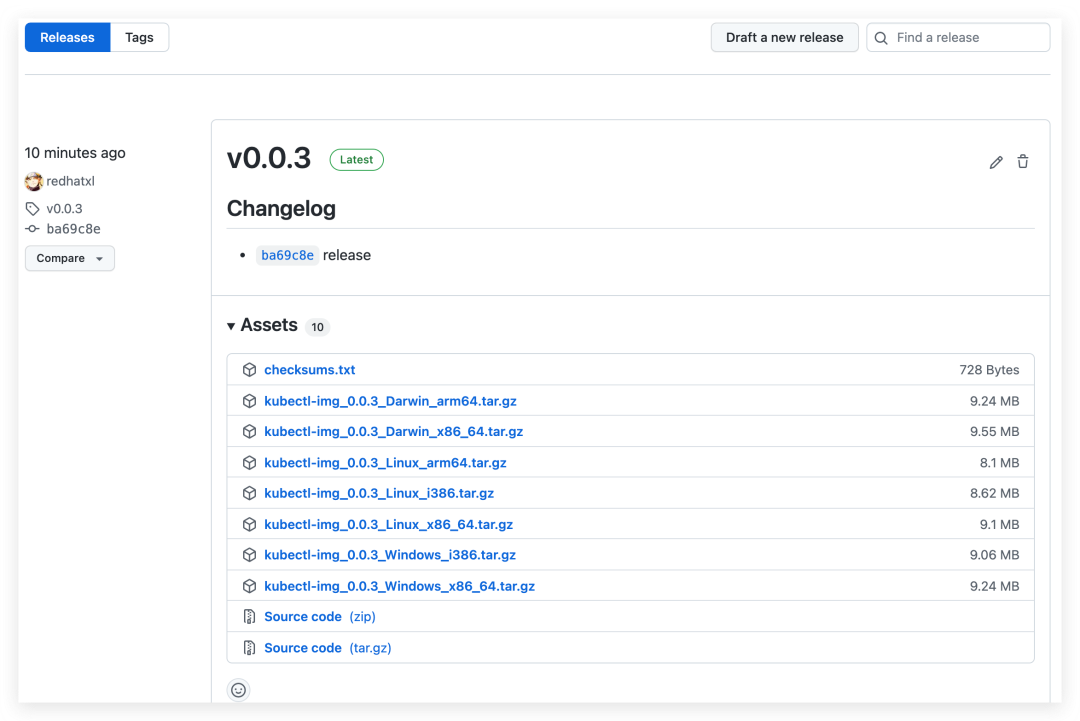 Releases Tags Draft a new release Find a release
10 minutes ago
redhatxl
v0.0.3
ba69c8e
Compare
v0.0.3 Latest
Changelog
• ba69c8e release
Assets 10
checksums.txt 728 Bytes
kubectl-img_0.0.3_Darwin_arm64.tar.gz 9.24 MB
kubectl-img_0.0.3_Darwin_x86_64.tar.gz 9.55 MB
kubectl-img_0.0.3_Linux_arm64.tar.gz 8.1 MB
kubectl-img_0.0.3_Linux_i386.tar.gz 8.62 MB
kubectl-img_0.0.3_Linux_x86_64.tar.gz 9.1 MB
kubectl-img_0.0.3_Windows_i386.tar.gz 9.06 MB
kubectl-img_0.0.3_Windows_x86_64.tar.gz 9.24 MB
Source code (zip)
Source code (tar.gz)